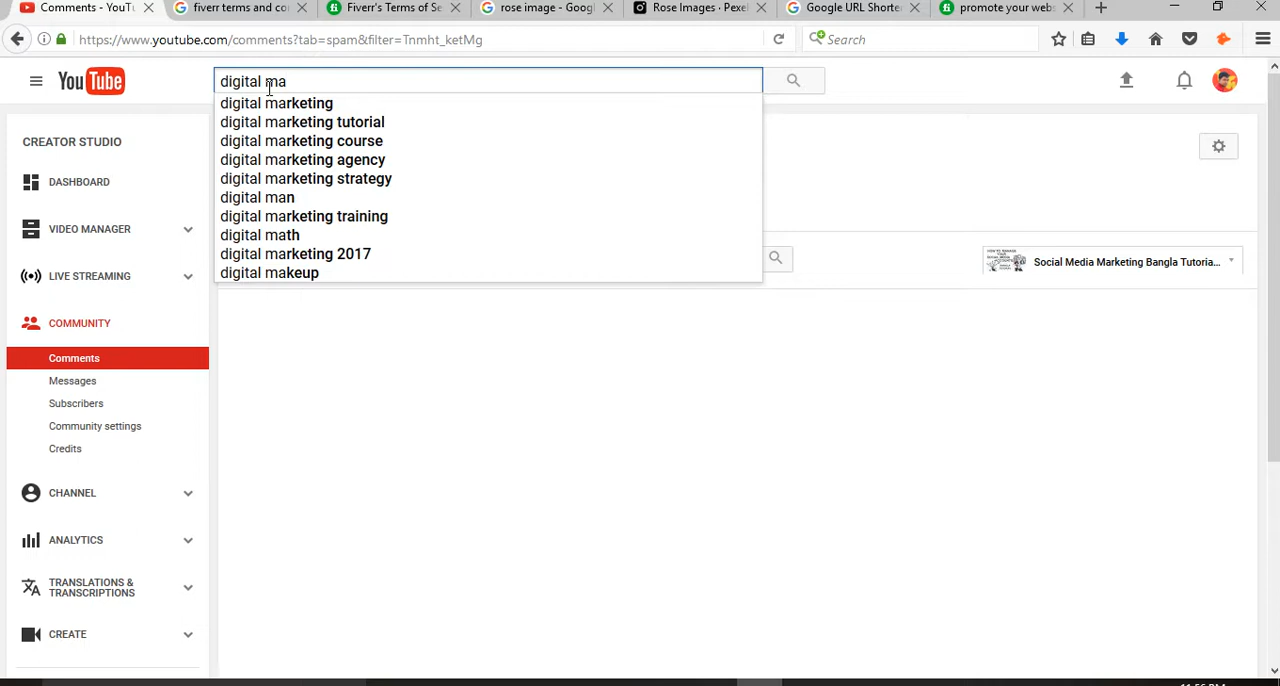 Comments - YouTu
fiverr terms and co
Fiverr's Terms of Se
rose image - Goog
Rose Images · Pexel
Google URL Shorte
promote your webs
https://www.youtube.com/comments?tab=spam&filter=Tnmht_ketMg
Search
YouTube
digital ma
digital marketing
digital marketing tutorial
digital marketing course
digital marketing agency
digital marketing strategy
digital man
digital marketing training
digital math
digital marketing 2017
digital makeup
CREATOR STUDIO
DASHBOARD
VIDEO MANAGER
LIVE STREAMING
COMMUNITY
Comments
Messages
Subscribers
Community settings
Credits
CHANNEL
ANALYTICS
TRANSLATIONS &
TRANSCRIPTIONS
CREATE
Social Media Marketing Bangla Tutoria...